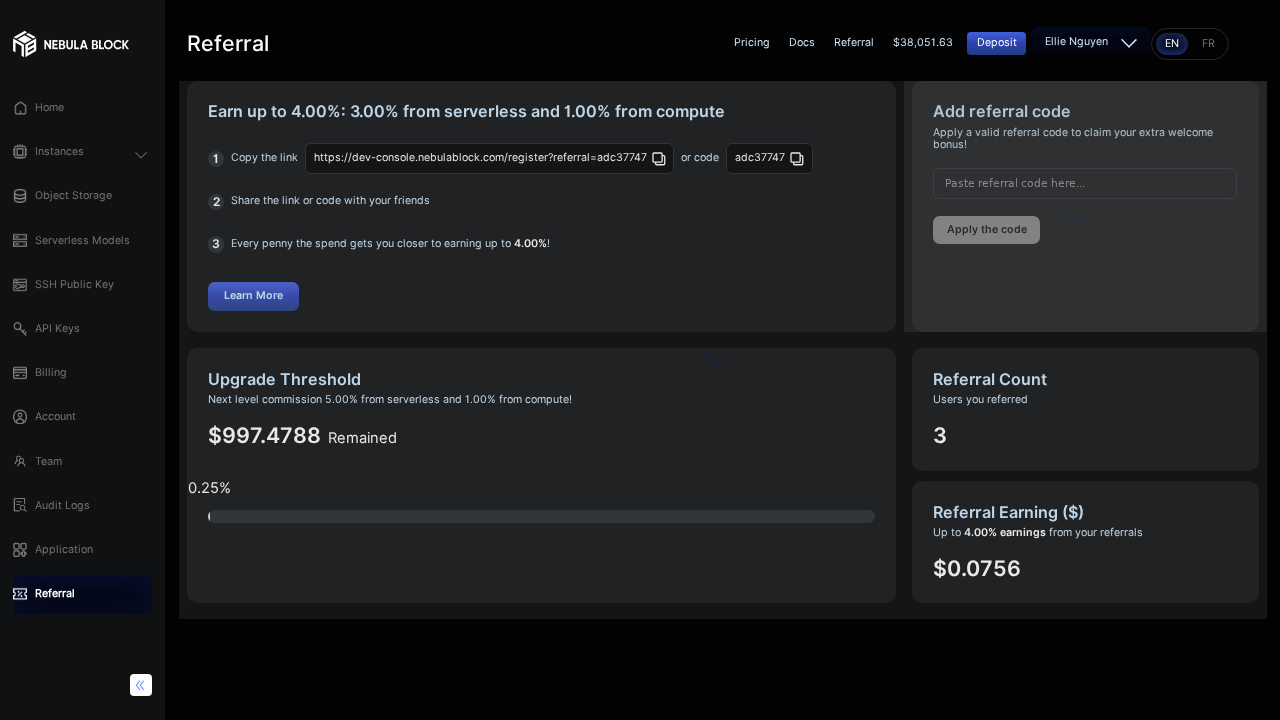 NEBULA BLOCK
Home
Instances
Object Storage
Serverless Models
SSH Public Key
API Keys
Billing
Account
Team
Audit Logs
Application
Referral
Referral
Pricing
Docs
Referral
$38,051.63
Deposit
Ellie Nguyen
EN
FR
Earn up to 4.00%: 3.00% from serverless and 1.00% from compute
1 Copy the link https://dev-console.nebulablock.com/register?referral=adc37747 or code adc37747
2 Share the link or code with your friends
3 Every penny the spend gets you closer to earning up to 4.00%!
Learn More
Add referral code
Apply a valid referral code to claim your extra welcome
bonus!
Paste referral code here...
Apply the code
Upgrade Threshold
Next level commission 5.00% from serverless and 1.00% from compute!
$997.4788 Remained
0.25%
Referral Count
Users you referred
3
Referral Earning ($)
Up to 4.00% earnings from your referrals
$0.0756